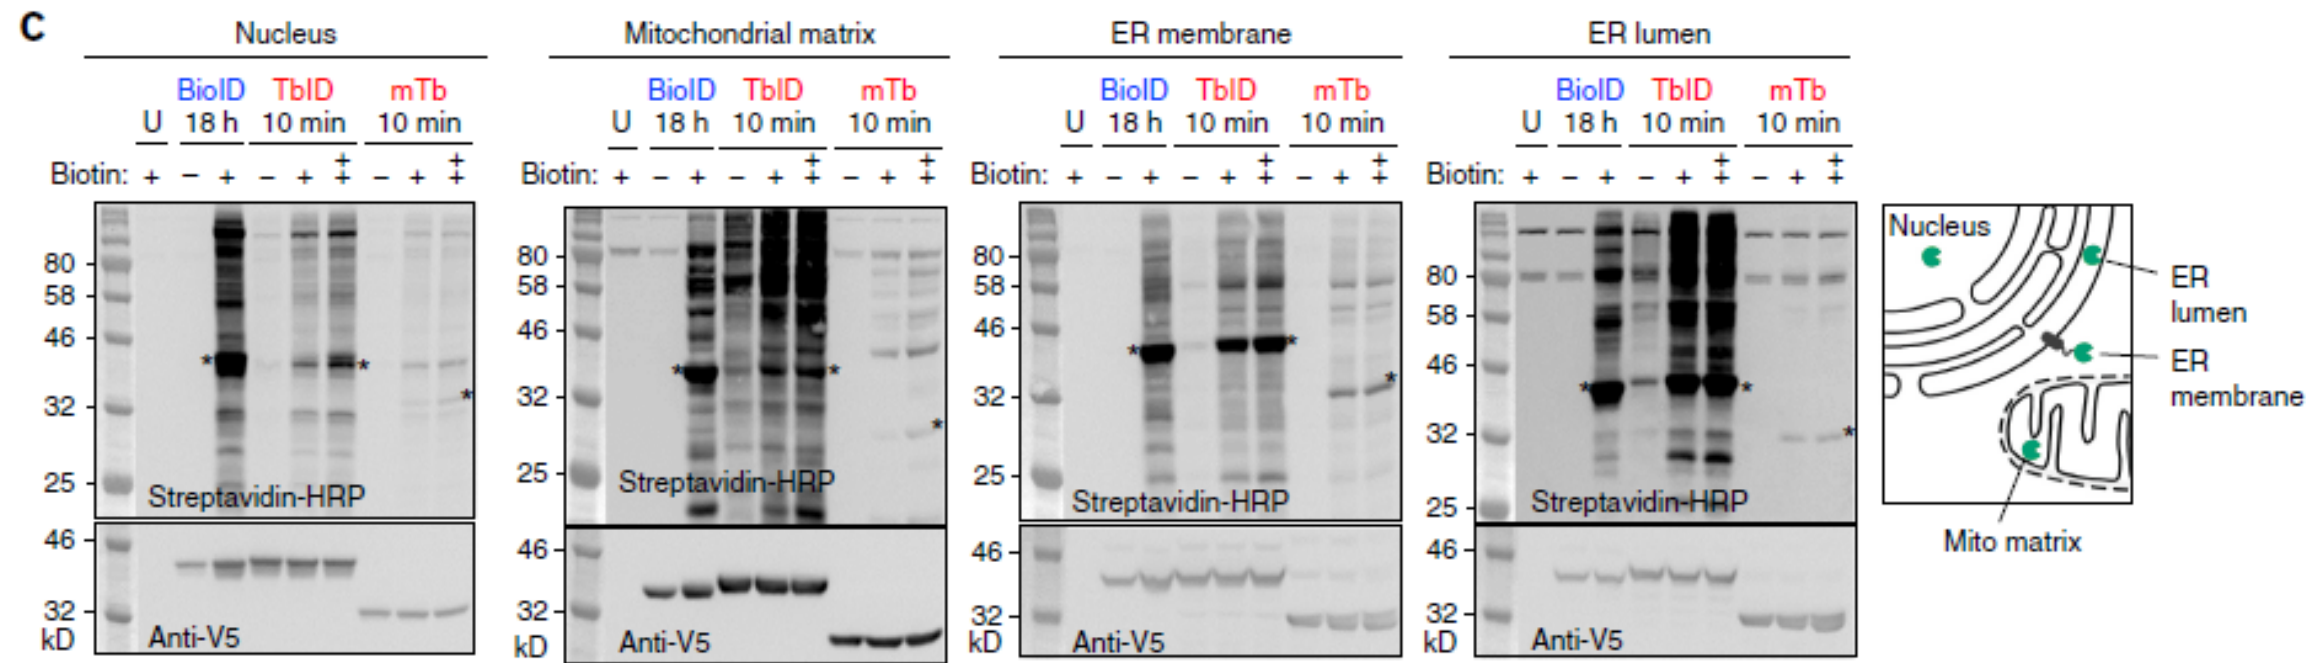 C
Nucleus
BioID TbID mTb
U 18 h 10 min 10 min
Biotin: + − + − + ++ − + ++
80
58
46
32
25
Streptavidin-HRP
46
32
kD
Anti-V5
Mitochondrial matrix
BioID TbID mTb
U 18 h 10 min 10 min
Biotin: + − + − + ++ − + ++
80
58
46
32
25
Streptavidin-HRP
46
32
kD
Anti-V5
ER membrane
BioID TbID mTb
U 18 h 10 min 10 min
Biotin: + − + − + ++ − + ++
80
58
46
32
25
Streptavidin-HRP
46
32
kD
Anti-V5
ER lumen
BioID TbID mTb
U 18 h 10 min 10 min
Biotin: + − + − + ++ − + ++
80
58
46
32
25
Streptavidin-HRP
46
32
kD
Anti-V5
Nucleus
ER
lumen
ER
membrane
Mito matrix